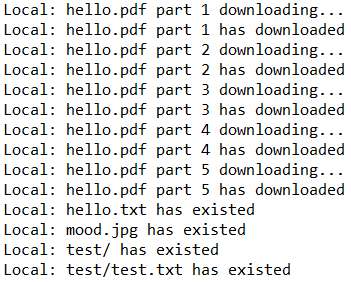 Local: hello.pdf part 1 downloading...
Local: hello.pdf part 1 has downloaded
Local: hello.pdf part 2 downloading...
Local: hello.pdf part 2 has downloaded
Local: hello.pdf part 3 downloading...
Local: hello.pdf part 3 has downloaded
Local: hello.pdf part 4 downloading...
Local: hello.pdf part 4 has downloaded
Local: hello.pdf part 5 downloading...
Local: hello.pdf part 5 has downloaded
Local: hello.txt has existed
Local: mood.jpg has existed
Local: test/ has existed
Local: test/test.txt has existed